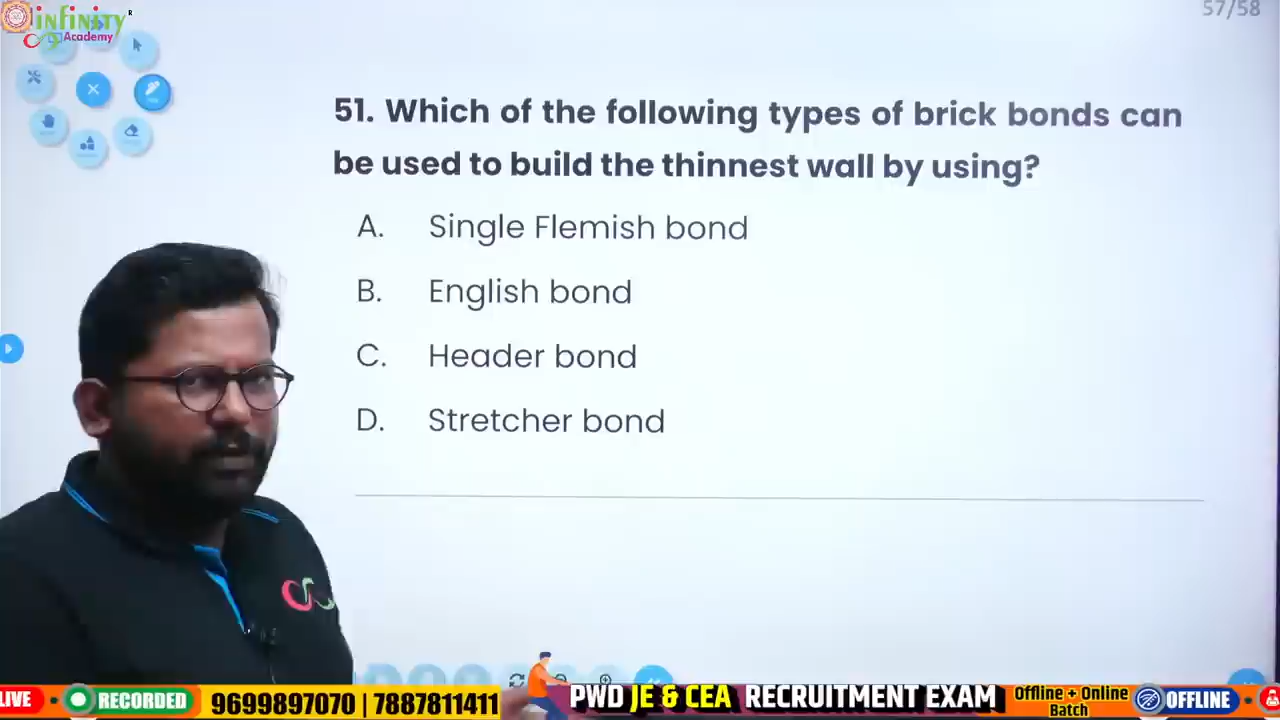 infinity
Academy
57/58
51. Which of the following types of brick bonds can
be used to build the thinnest wall by using?
A. Single Flemish bond
B. English bond
C. Header bond
D. Stretcher bond
LIVE • RECORDED 9699897070 | 7887811411 PWD JE & CEA RECRUITMENT EXAM Offline + Online Batch OFFLINE